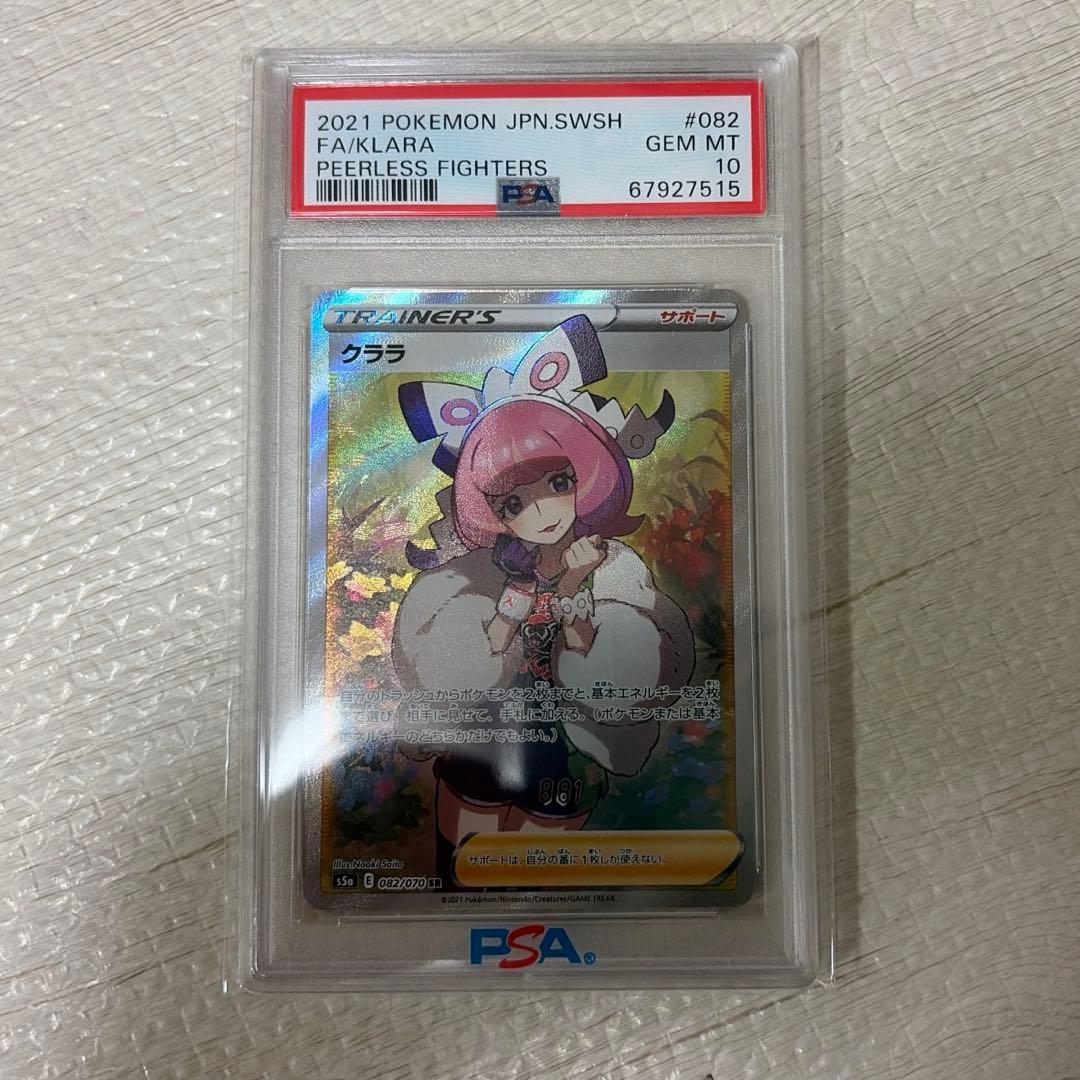 2021 POKEMON JPN.SWSH #082
FA/KLARA GEM MT
PEERLESS FIGHTERS 10
PSA 67927515
TRAINER'S サポート
クララ
自分のトラッシュからポケモンを2枚までと、基本エネルギーを2枚
まで選び、相手に見せて、手札に加える。(ポケモンまたは基本
エネルギーのどちらかだけでもよい。)
881
サポートは、自分の番に1枚しか使えない。
Illus.Naoki Saito
s5a E 082/070 SR
©2021 Pokémon/Nintendo/Creatures/GAME FREAK.
PSA®